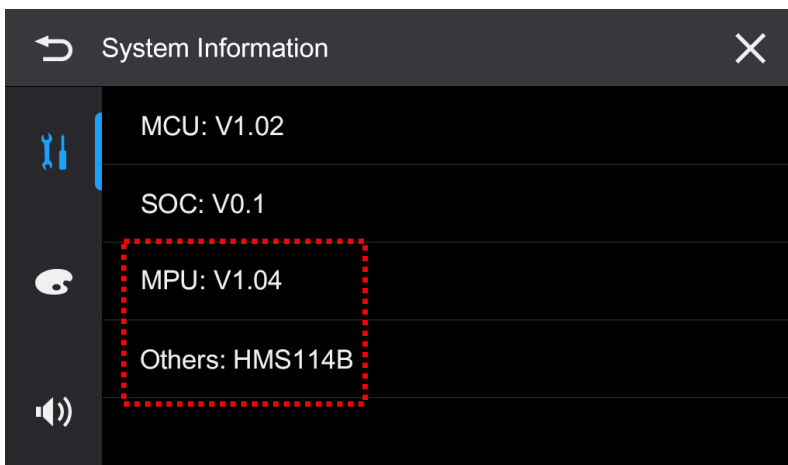 System Information
MCU: V1.02
SOC: V0.1
MPU: V1.04
Others: HMS114B